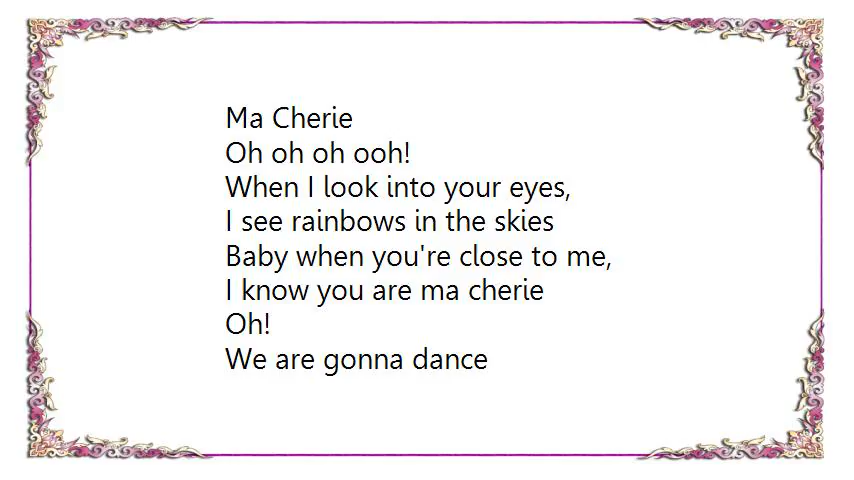 Ma Cherie
Oh oh oh ooh!
When I look into your eyes,
I see rainbows in the skies
Baby when you're close to me,
I know you are ma cherie
Oh!
We are gonna dance